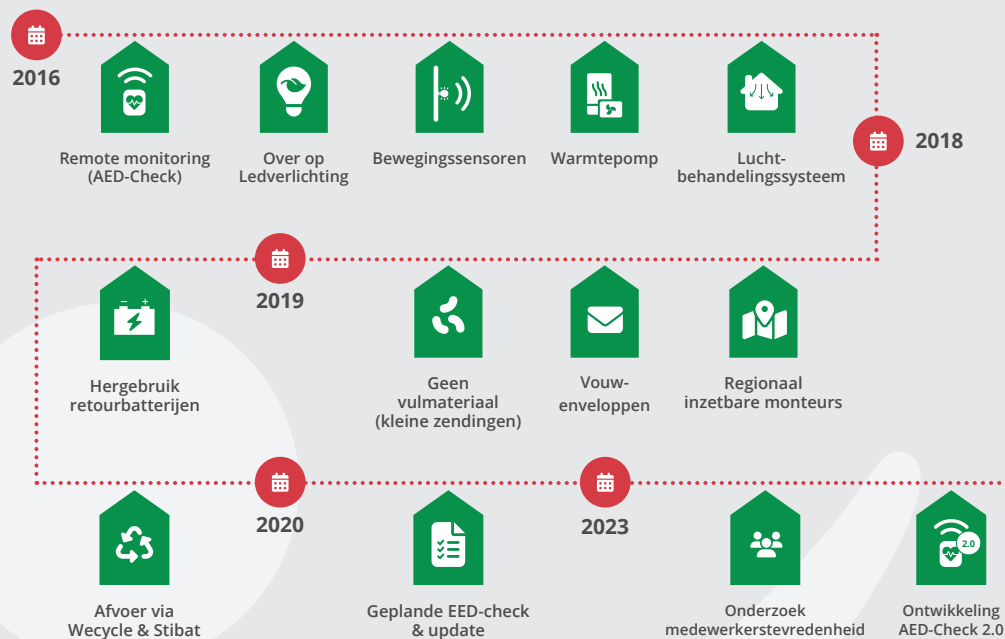 2016
Remote monitoring
(AED-Check)
Over op
Ledverlichting
Bewegingssensoren
Warmtepomp
Lucht-
behandelingssysteem
2018
2019
Hergebruik
retourbatterijen
Geen
vulmateriaal
(kleine zendingen)
Vouw-
enveloppen
Regionaal
inzetbare monteurs
2020
2023
Afvoer via
Wecycle & Stibat
Geplande EED-check
& update
Onderzoek
medewerkerstevredenheid
2.0
Ontwikkeling
AED-Check 2.0